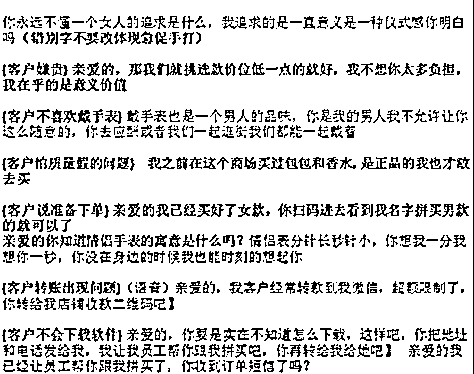 你永远不懂一个女人的追求是什么，我追求的是一直意义是一种仪式感你明白
吗（错别字不要改体现急促手打）
{客户嫌贵} 亲爱的，那我们就挑选款价位低一点的就好，我不想你太多负担，
我在乎的是意义价值
{客户不喜欢戴手表} 戴手表也是一个男人的品味，你是我的男人我不允许让你
这么随意的，你去应酬或者我们一起逛街我们都能一起戴着
{客户怕质量假的问题} 我之前在这个商场买过包包和香水，是正品的我也才敢
去买
{客户说准备下单} 亲爱的我已经买好了女款，你扫码进去看到我名字拼买男款
的就可以了
亲爱的你知道情侣手表的寓意是什么吗？情侣表分针长秒针小，你想我一分我
想你一秒，你没在身边的时候我也能时刻的想起你
{客户转账出现问题}（语音）亲爱的，我客户经常转款到我微信，超额限制了，
你转给我店铺收款二维码吧】
{客户不会下载软件} 亲爱的，你要是实在不知道怎么下载，这样吧，你把地址
和电话发给我，我让我员工帮你跟我拼买吧，你再转给我给她吧】 亲爱的我
已经让员工帮你跟我拼买了，你收到订单短信了吗？